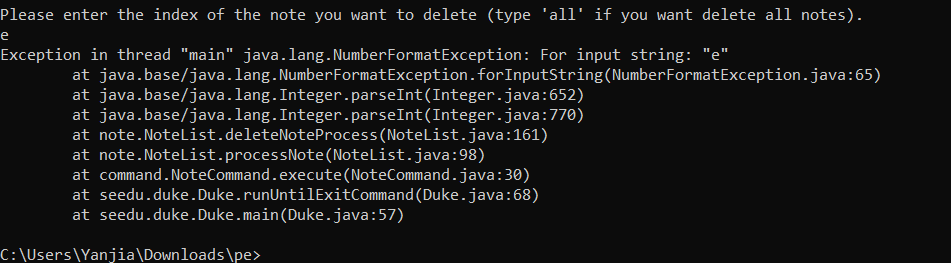 Please enter the index of the note you want to delete (type 'all' if you want delete all notes).
e
Exception in thread "main" java.lang.NumberFormatException: For input string: "e"
        at java.base/java.lang.NumberFormatException.forInputString(NumberFormatException.java:65)
        at java.base/java.lang.Integer.parseInt(Integer.java:652)
        at java.base/java.lang.Integer.parseInt(Integer.java:770)
        at note.NoteList.deleteNoteProcess(NoteList.java:161)
        at note.NoteList.processNote(NoteList.java:98)
        at command.NoteCommand.execute(NoteCommand.java:30)
        at seedu.duke.Duke.runUntilExitCommand(Duke.java:68)
        at seedu.duke.Duke.main(Duke.java:57)

C:\Users\Yanjia\Downloads\pe>